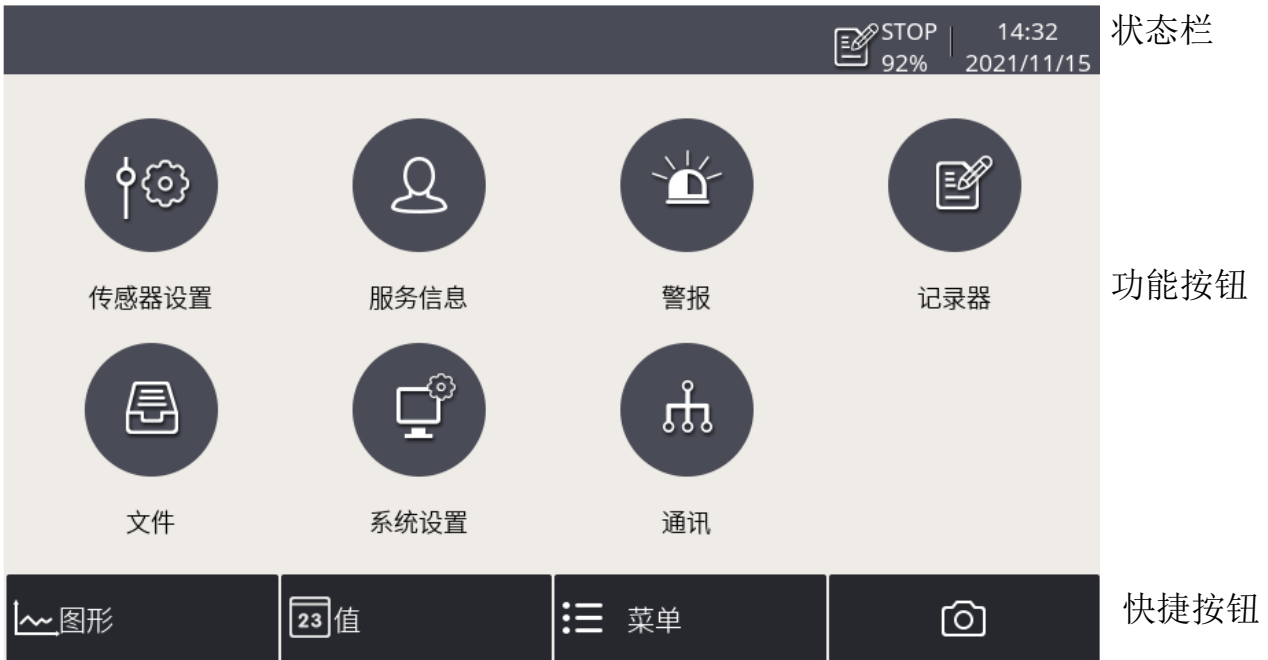 STOP 14:32
92% 2021/11/15
状态栏
传感器设置 服务信息 警报 记录器
功能按钮
文件 系统设置 通讯
图形 23 值 菜单
快捷按钮